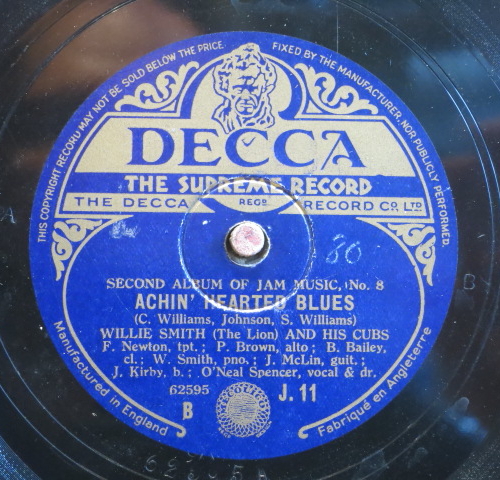 THIS COPYRIGHT RECORD MAY NOT BE SOLD BELOW THE PRICE FIXED BY THE MANUFACTURER, NOR PUBLICLY PERFORMED.
DECCA
THE SUPREME RECORD
THE DECCA REGD. RECORD CO. LTD.
80
SECOND ALBUM OF JAM MUSIC, No. 8
ACHIN' HEARTED BLUES
(C. Williams, Johnson, S. Williams)
WILLIE SMITH (The Lion) AND HIS CUBS
F. Newton, tpt.; P. Brown, alto; B. Bailey,
cl.; W. Smith, pno.; J. McLin, guit.;
J. Kirby, b.; O'Neal Spencer, vocal & dr.
62595
J. 11
B
Manufactured in England
Fabriqué en Angleterre
A
B